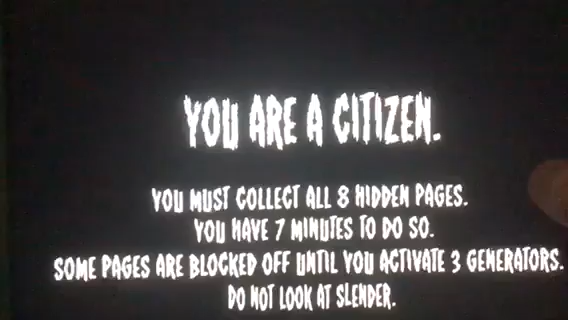 YOU ARE A CITIZEN.
YOU MUST COLLECT ALL 8 HIDDEN PAGES.
YOU HAVE 7 MINUTES TO DO SO.
SOME PAGES ARE BLOCKED OFF UNTIL YOU ACTIVATE 3 GENERATORS.
DO NOT LOOK AT SLENDER.